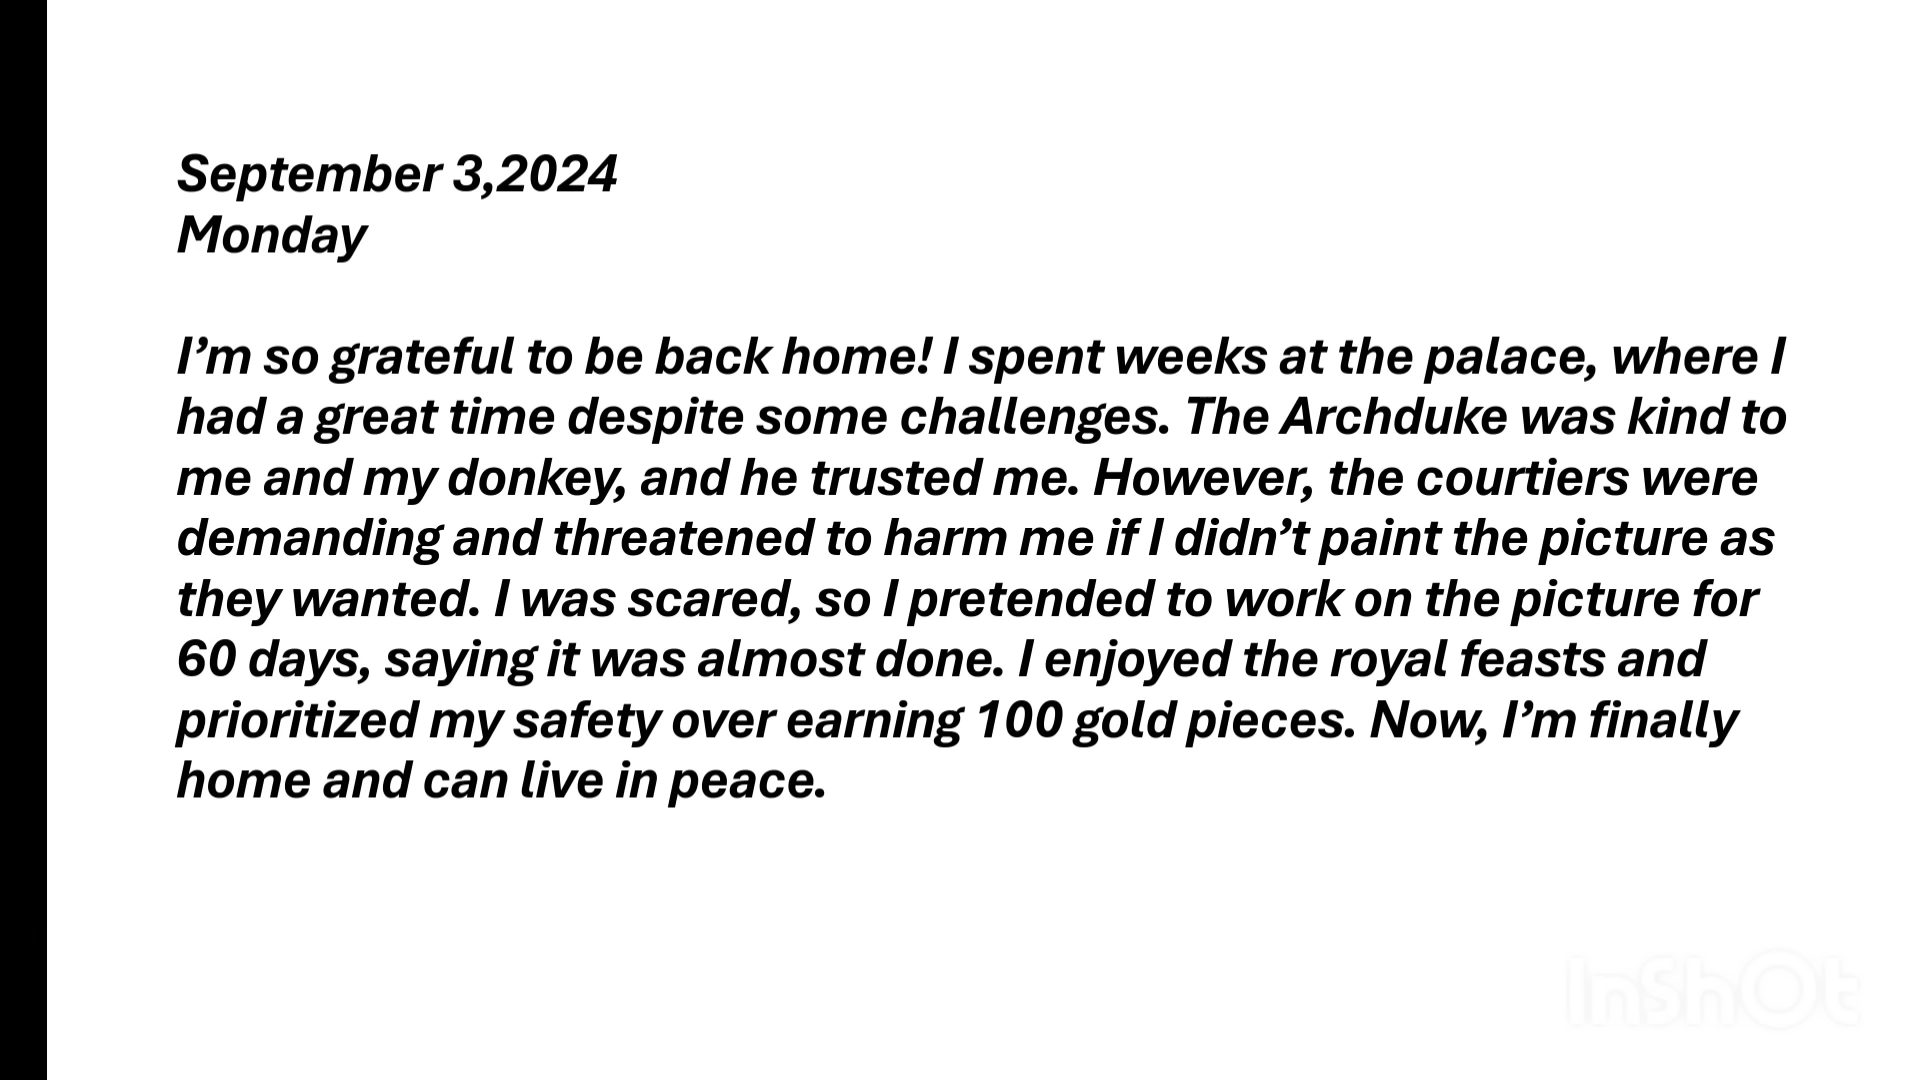 September 3,2024
Monday
I’m so grateful to be back home! I spent weeks at the palace, where I
had a great time despite some challenges. The Archduke was kind to
me and my donkey, and he trusted me. However, the courtiers were
demanding and threatened to harm me if I didn’t paint the picture as
they wanted. I was scared, so I pretended to work on the picture for
60 days, saying it was almost done. I enjoyed the royal feasts and
prioritized my safety over earning 100 gold pieces. Now, I’m finally
home and can live in peace.
InShOt